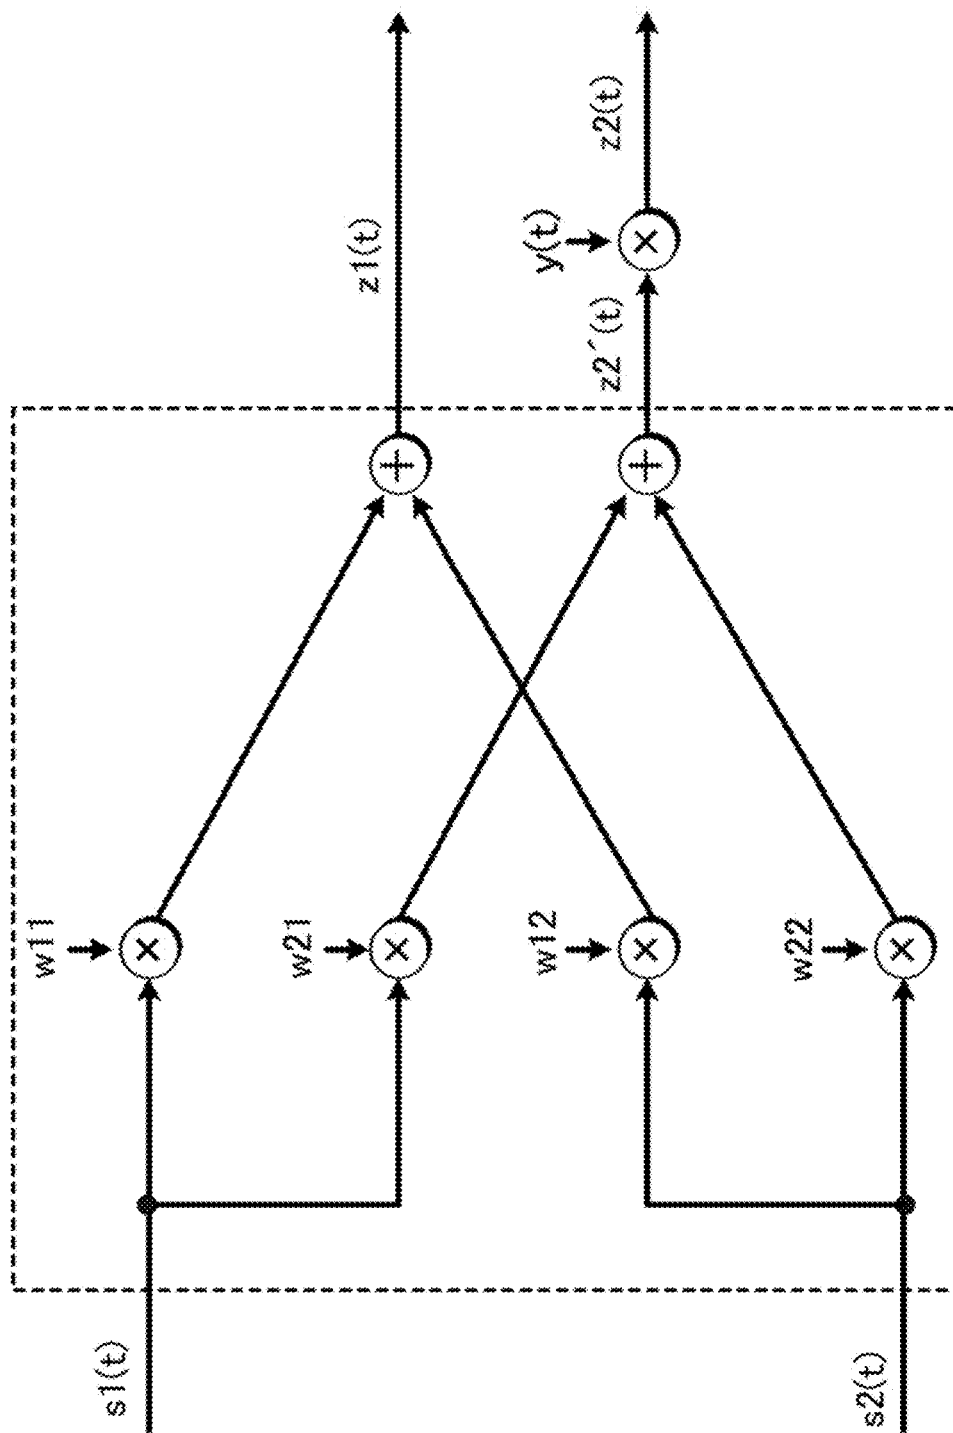 s1(t)
w11
w21
w12
w22
s2(t)
×
×
×
×
+
+
z1(t)
z2´(t)
y(t)
×
z2(t)